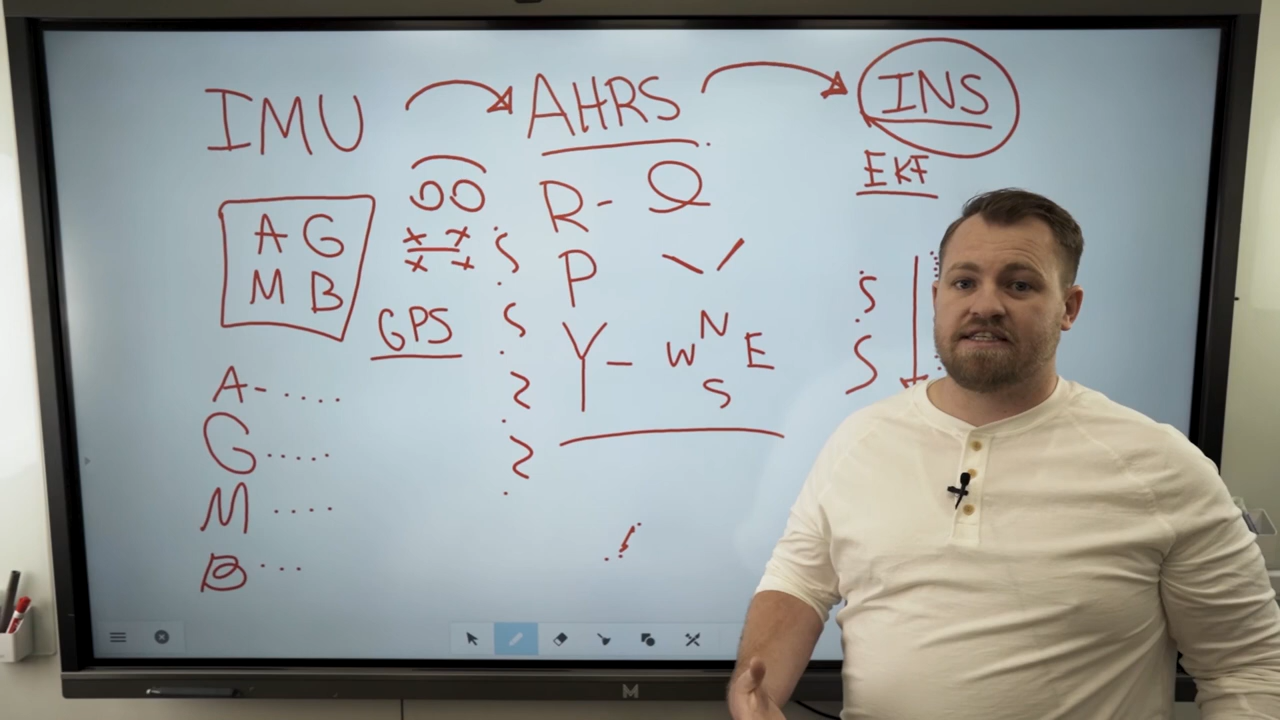 IMU AHRS INS
EKF
A G
M B
GPS
R-
P
Y- N
W E
S
A- ....
G .....
M ....
B ...
S
S
S
S
M